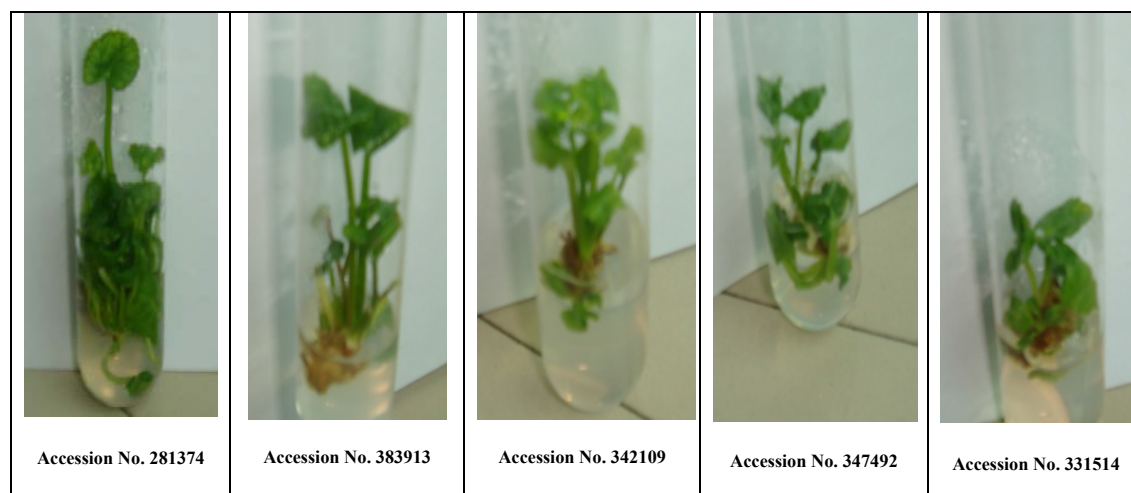 Accession No. 281374
Accession No. 383913
Accession No. 342109
Accession No. 347492
Accession No. 331514